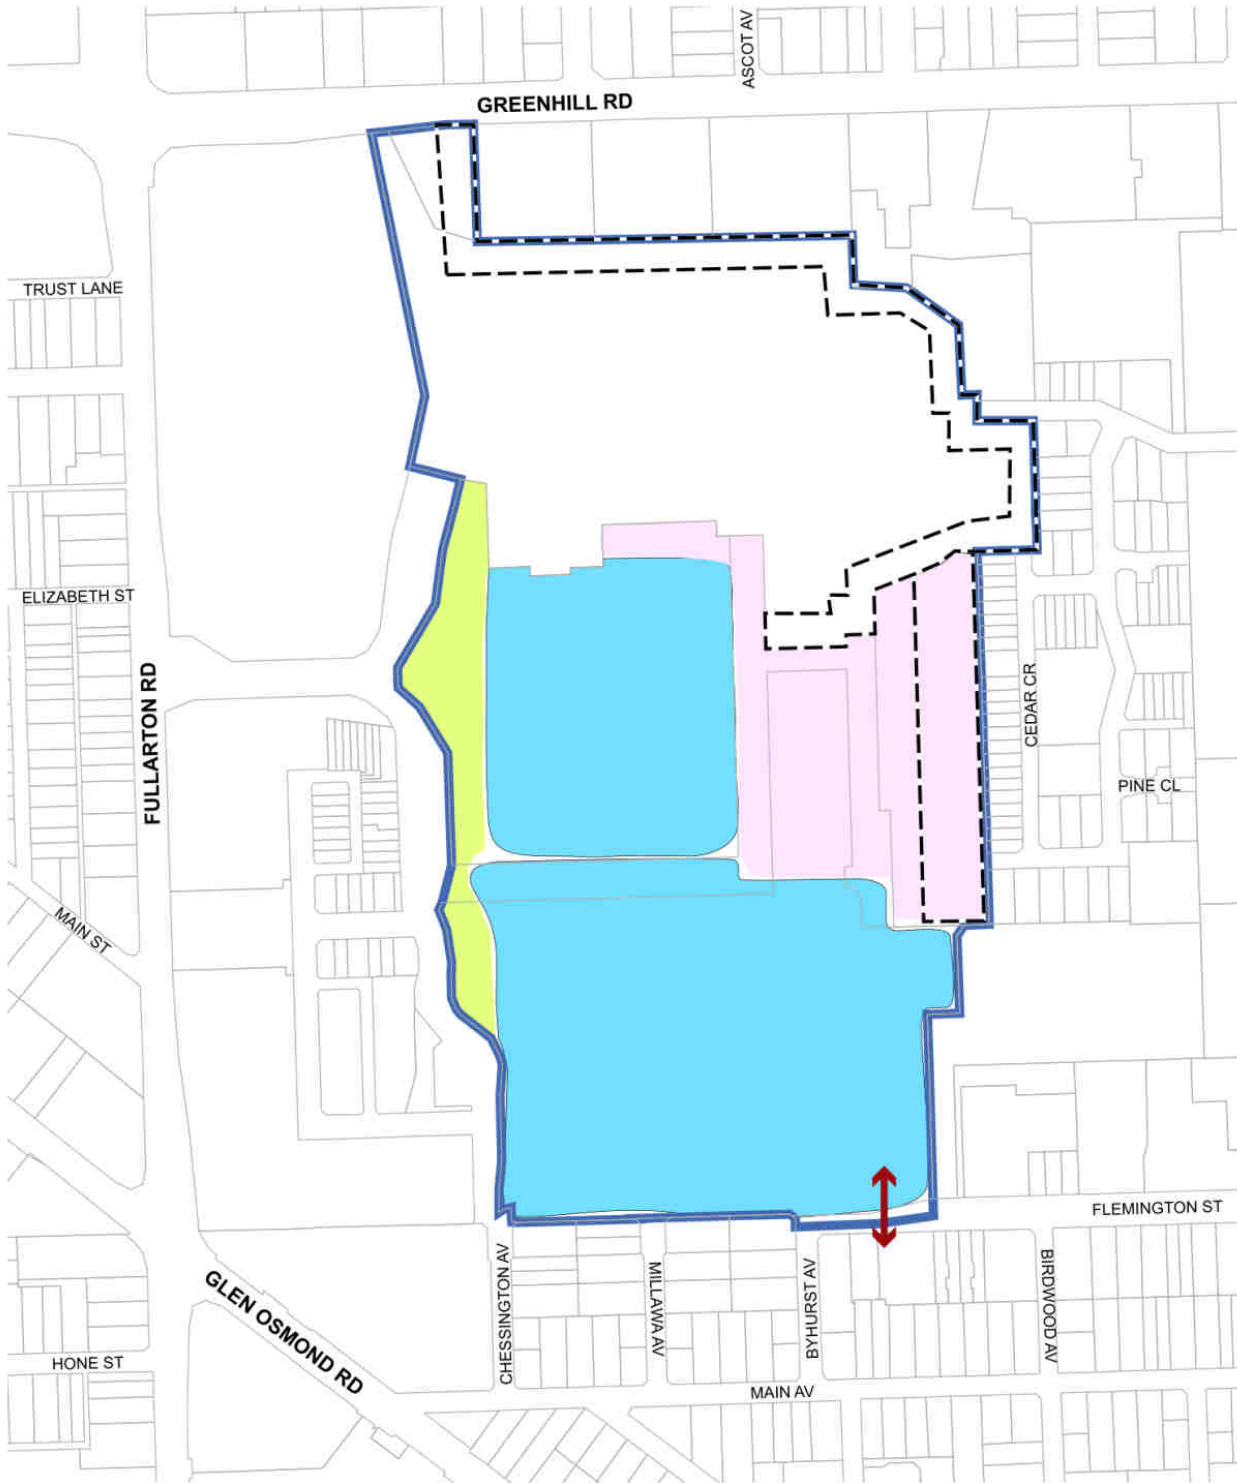 ASCOT AV
GREENHILL RD
TRUST LANE
ELIZABETH ST
FULLARTON RD
CEDAR CR
PINE CL
MAIN ST
FLEMINGTON ST
GLEN OSMOND RD
CHESSINGTON AV
MILLAWA AV
BYHURST AV
BIRDWOOD AV
HONE ST
MAIN AV